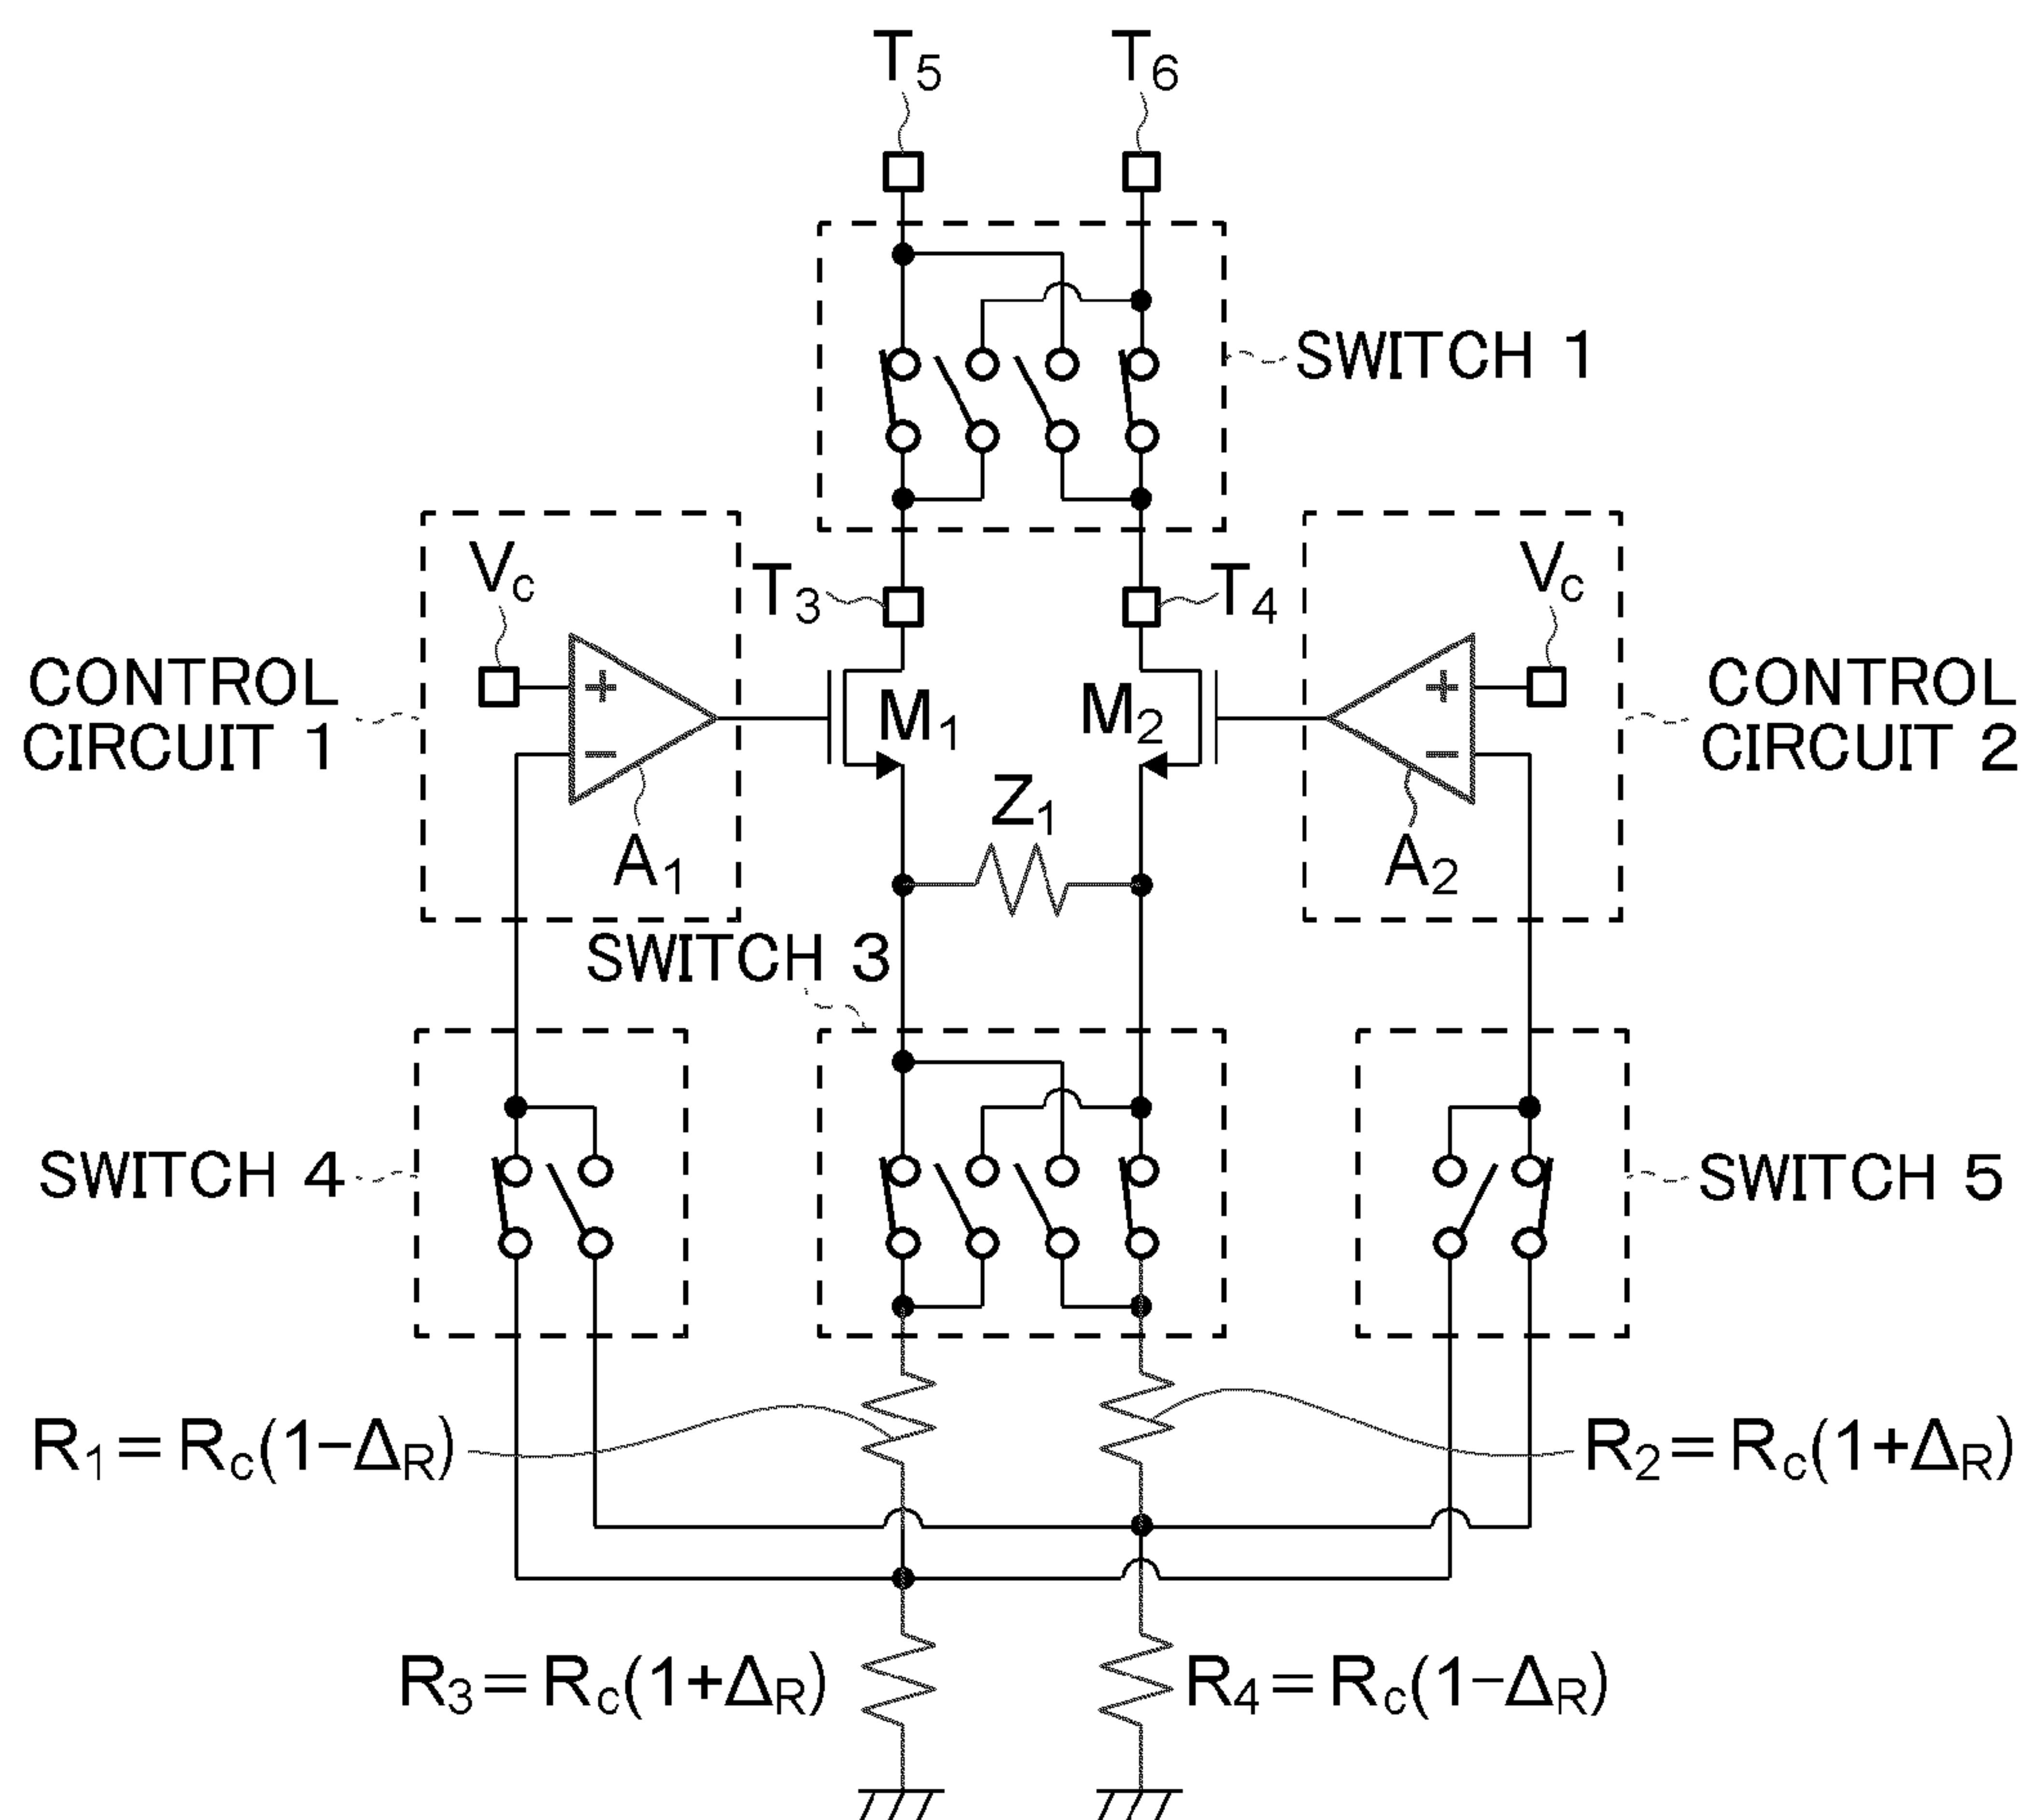 T5
T6
SWITCH 1
Vc
T3
T4
Vc
CONTROL
CIRCUIT 1
+
−
M1
M2
+
−
CONTROL
CIRCUIT 2
Z1
A1
A2
SWITCH 3
SWITCH 4
SWITCH 5
R1=Rc(1−ΔR)
R2=Rc(1+ΔR)
R3=Rc(1+ΔR)
R4=Rc(1−ΔR)